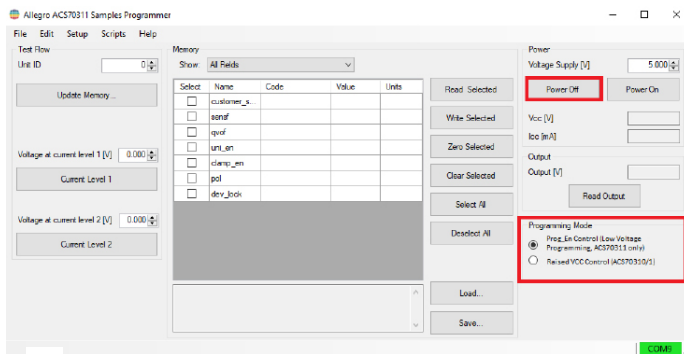 Allegro ACS70311 Samples Programmer
File Edit Setup Scripts Help
Test Flow
Unit ID 0
Update Memory...
Voltage at current level 1 [V] 0.000
Current Level 1
Voltage at current level 2 [V] 0.000
Current Level 2
Memory
Show: All Fields
Select Name Code Value Units
customer_s...
sensf
qvof
uni_en
clamp_en
pol
dev_lock
Read Selected
Write Selected
Zero Selected
Clear Selected
Select All
Deselect All
Load...
Save...
Power
Voltage Supply [V] 5.000
Power Off Power On
Vcc [V]
Icc [mA]
Output
Output [V]
Read Output
Programming Mode
Prog_En Control (Low Voltage
Programming, ACS70311 only)
Raised VCC Control (ACS70310/1)
COM9